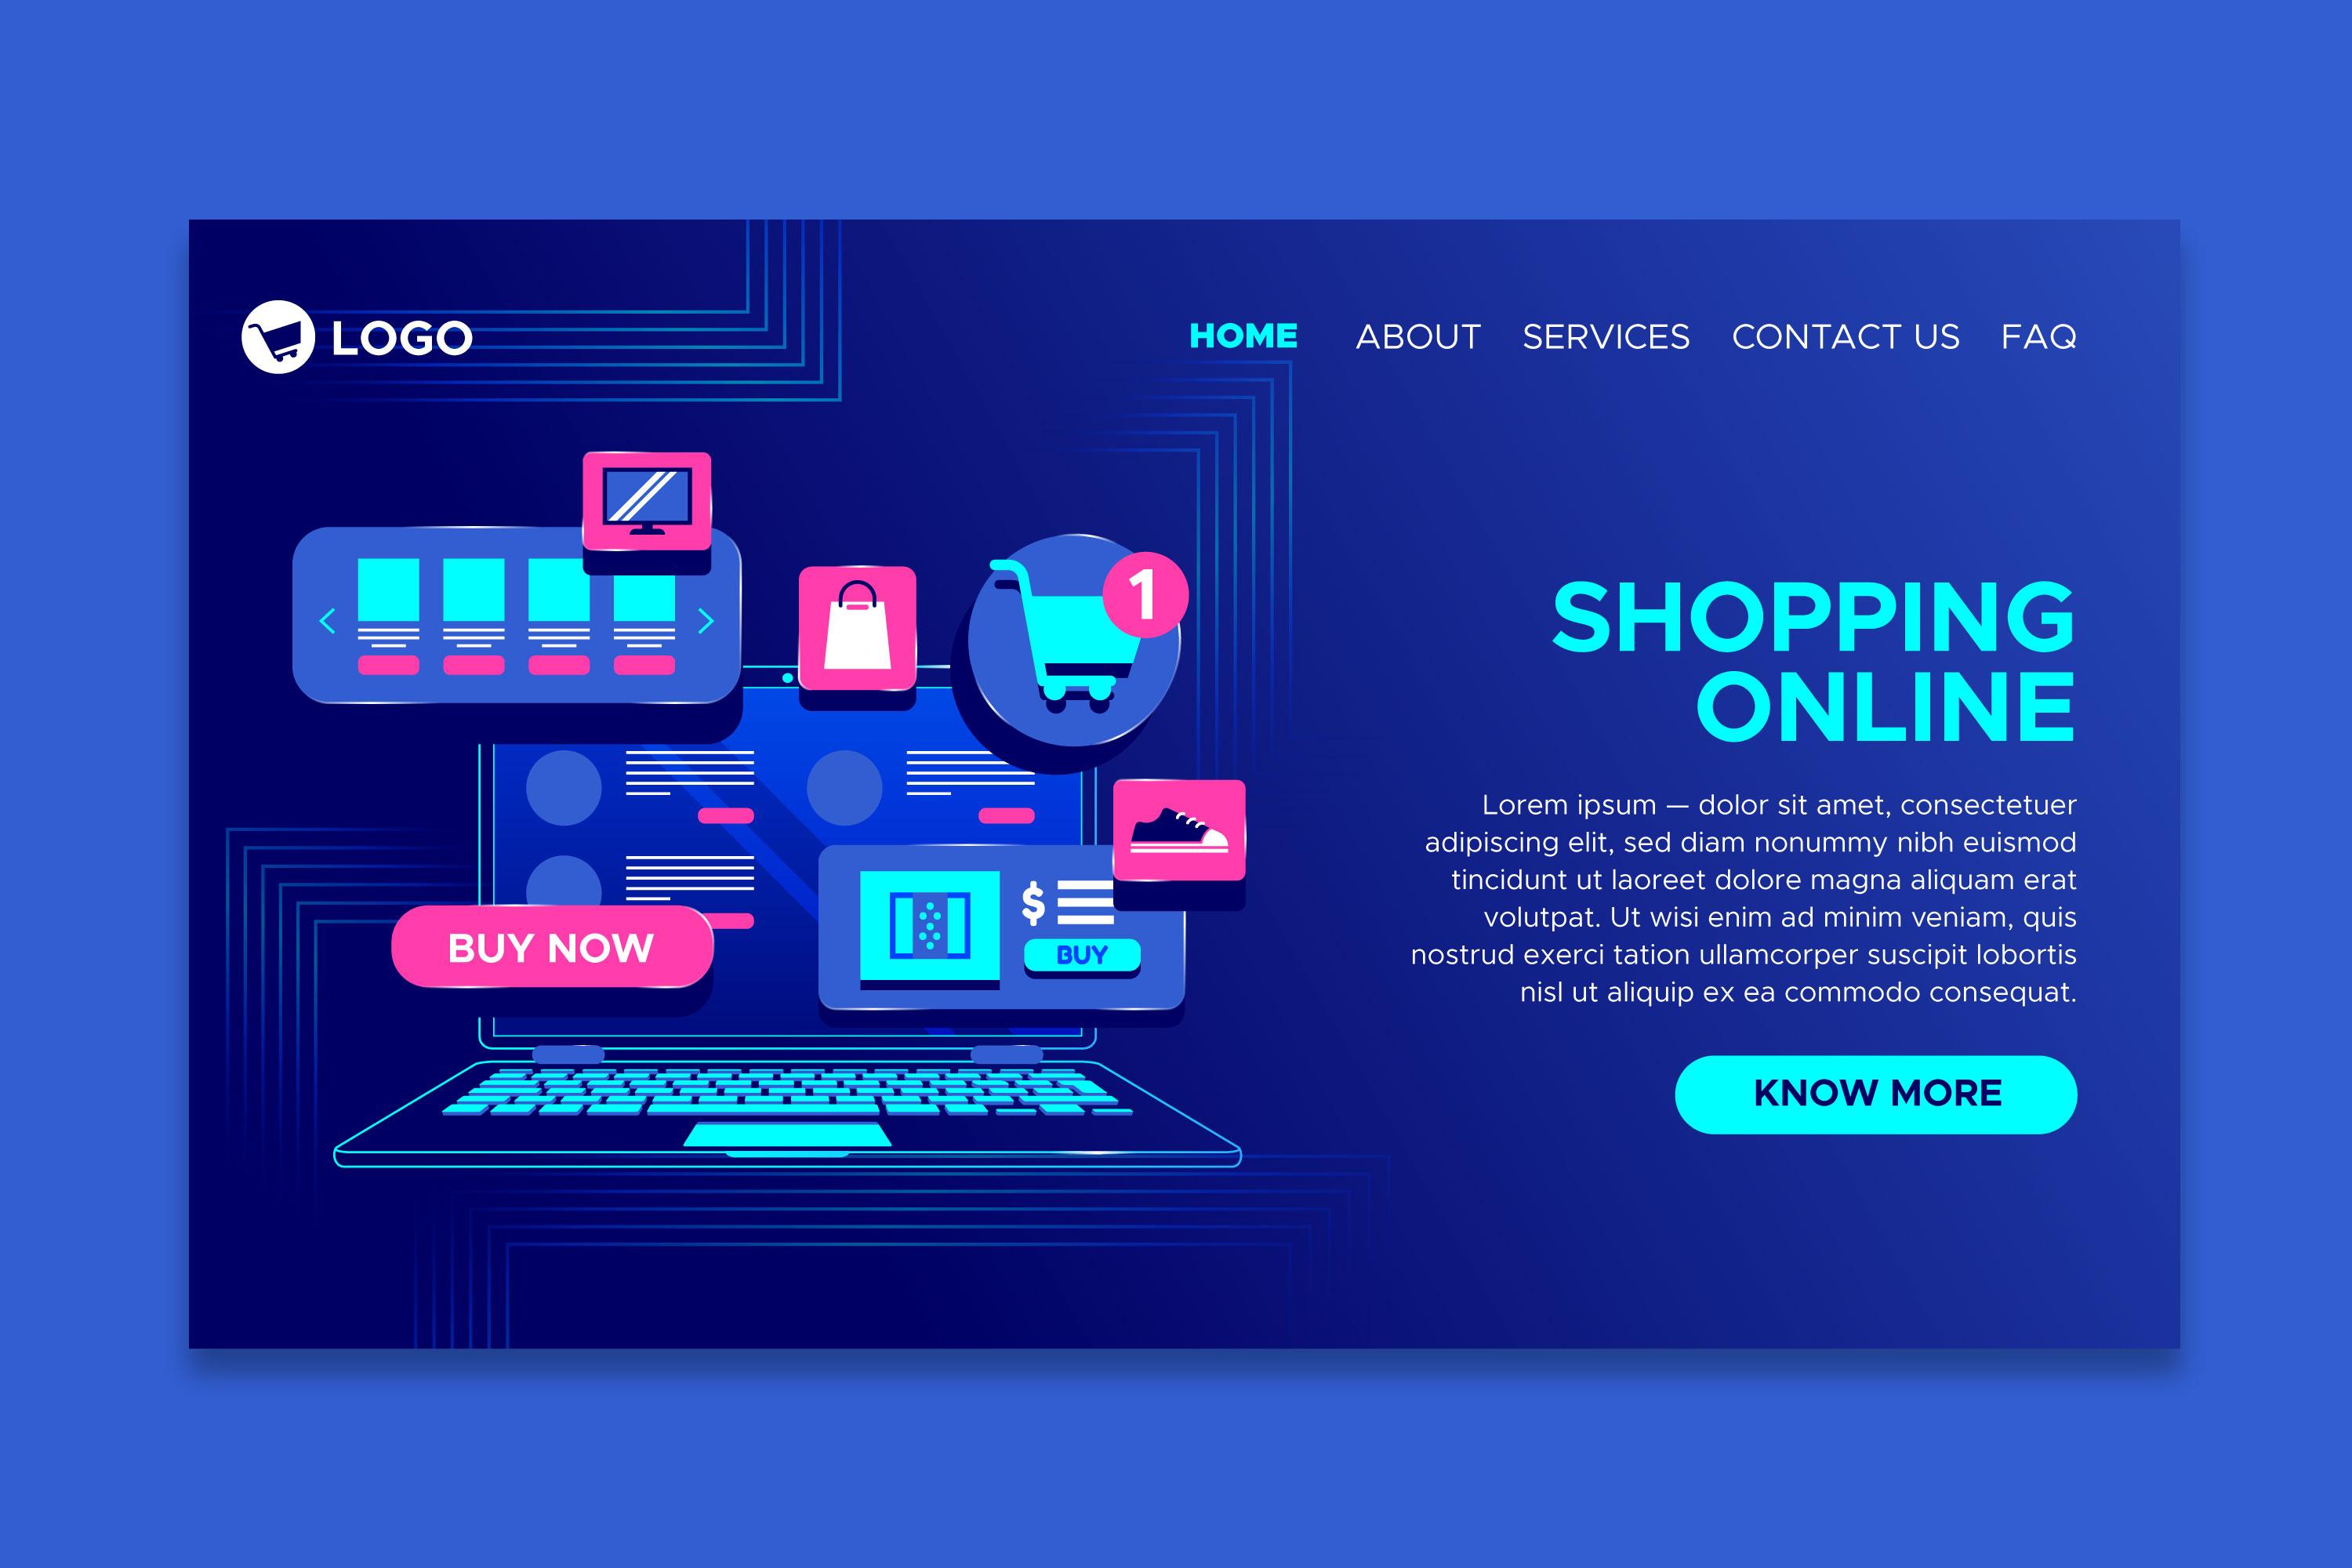 LOGO
HOME ABOUT SERVICES CONTACT US FAQ
1
$
BUY
BUY NOW
SHOPPING
ONLINE
Lorem ipsum — dolor sit amet, consectetuer
adipiscing elit, sed diam nonummy nibh euismod
tincidunt ut laoreet dolore magna aliquam erat
volutpat. Ut wisi enim ad minim veniam, quis
nostrud exerci tation ullamcorper suscipit lobortis
nisl ut aliquip ex ea commodo consequat.
KNOW MORE